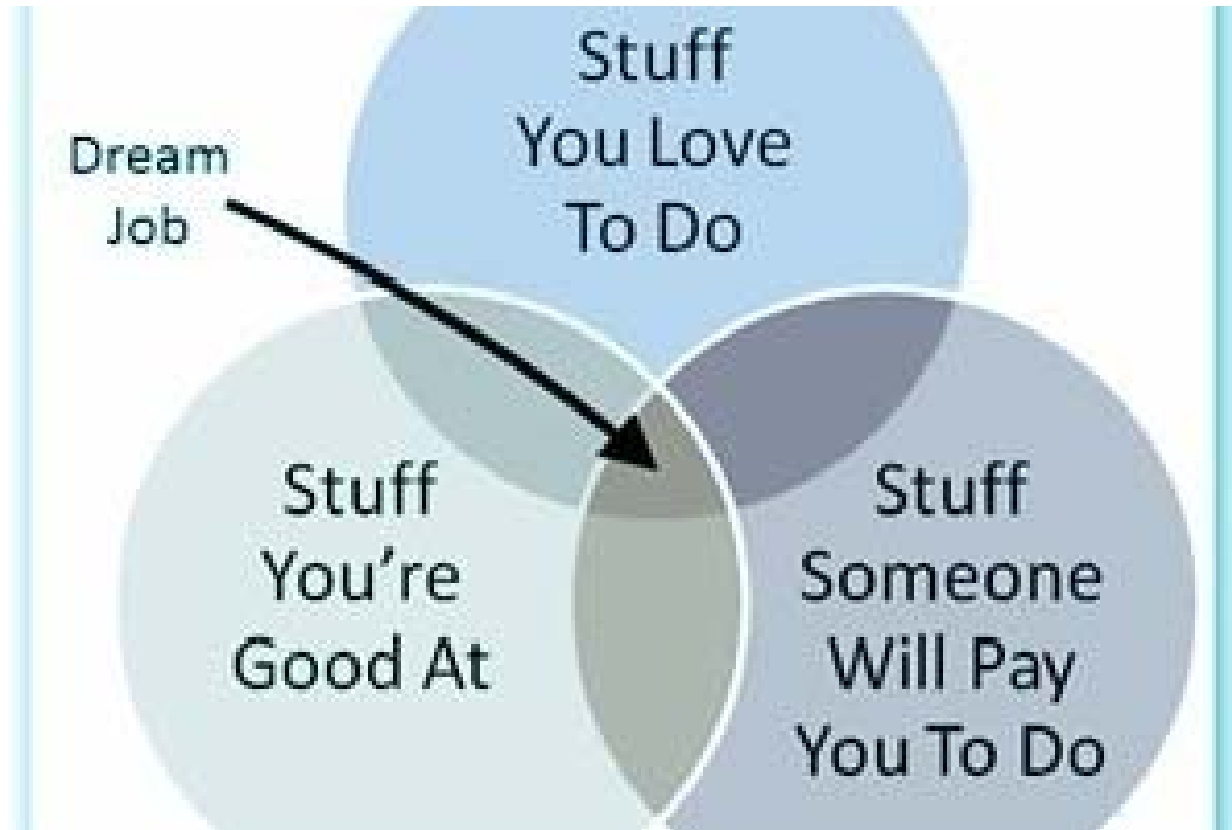 Stuff
You Love
To Do
Dream
Job
Stuff
You're
Good At
Stuff
Someone
Will Pay
You To Do